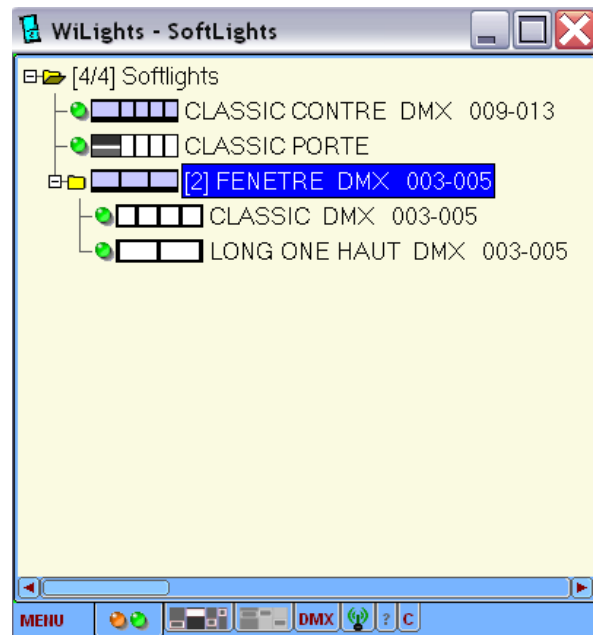 WiLights - SoftLights
[4/4] Softlights
CLASSIC CONTRE DMX 009-013
CLASSIC PORTE
[2] FENETRE DMX 003-005
CLASSIC DMX 003-005
LONG ONE HAUT DMX 003-005
MENU DMX ? C